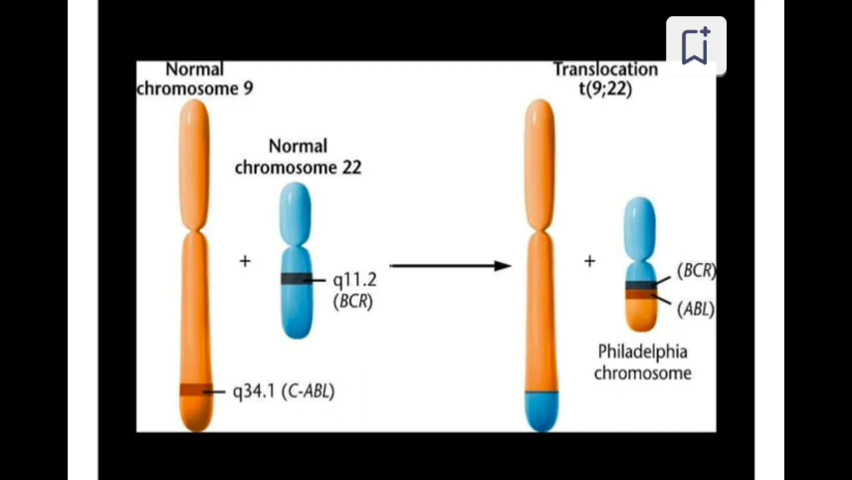 Normal
chromosome 9
Normal
chromosome 22
+
q11.2
(BCR)
q34.1 (C-ABL)
Translocation
t(9;22)
+
(BCR)
(ABL)
Philadelphia
chromosome